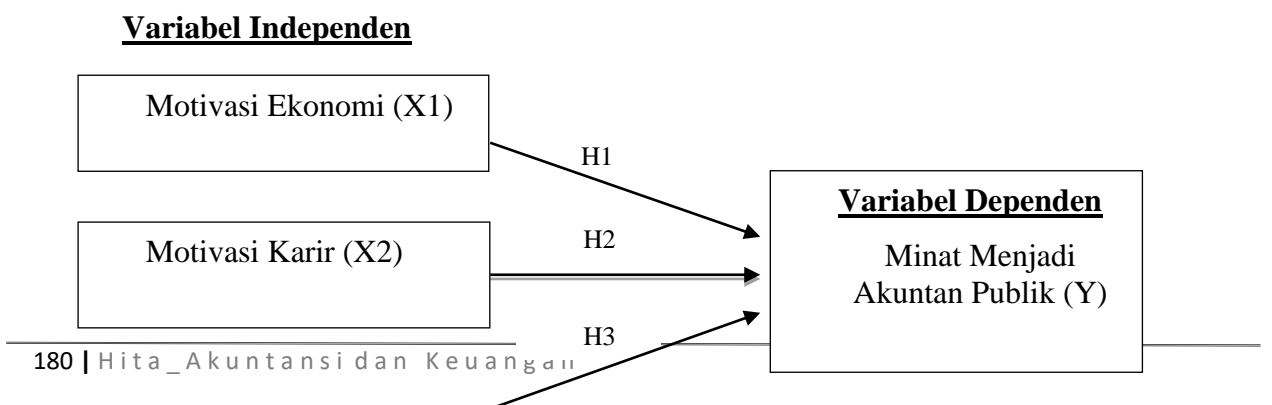 Variabel Independen
Motivasi Ekonomi (X1)
H1
Variabel Dependen
Motivasi Karir (X2)
H2
Minat Menjadi
Akuntan Publik (Y)
H3
180 | Hita_Akuntansi dan Keuangan